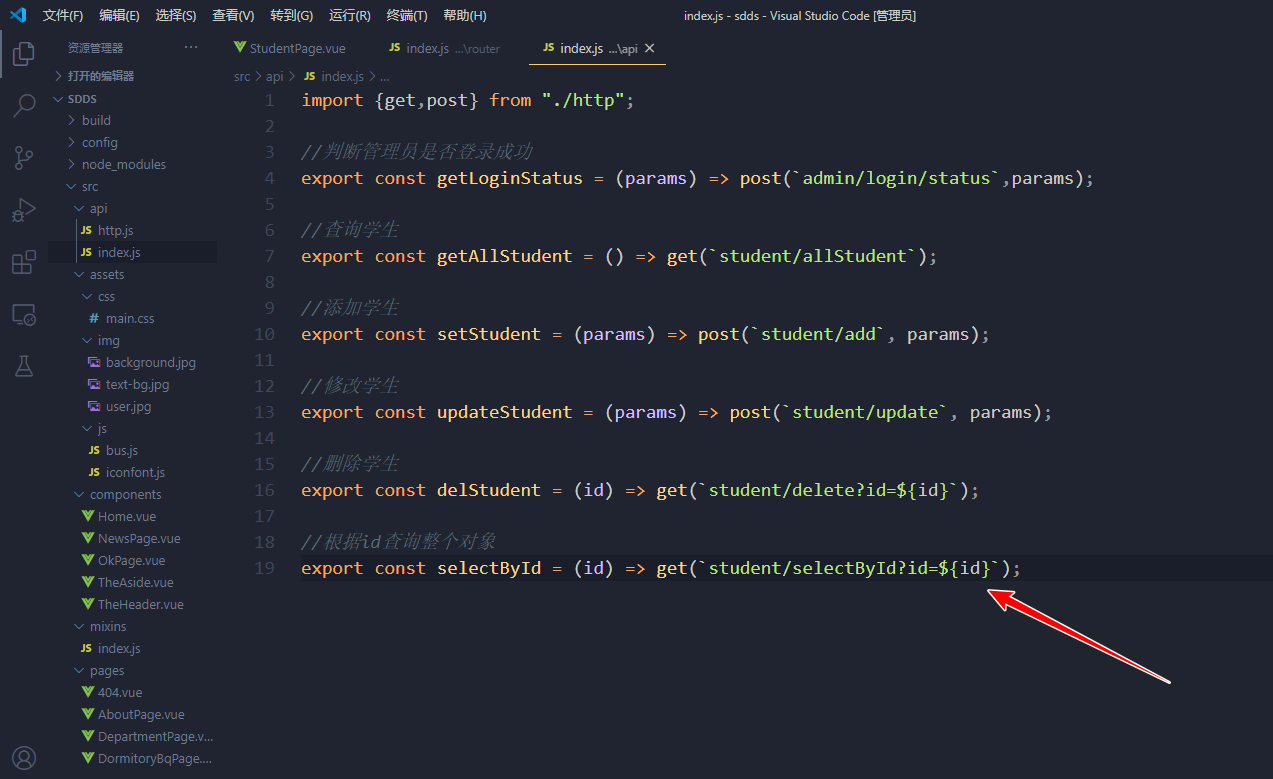 文件(F) 编辑(E) 选择(S) 查看(V) 转到(G) 运行(R) 终端(T) 帮助(H) index.js - sdds - Visual Studio Code [管理员]
资源管理器 ···
打开的编辑器
SDDS
build
config
node_modules
src
api
JS http.js
JS index.js
assets
css
# main.css
img
background.jpg
text-bg.jpg
user.jpg
js
JS bus.js
JS iconfont.js
components
Home.vue
NewsPage.vue
OkPage.vue
TheAside.vue
TheHeader.vue
mixins
JS index.js
pages
404.vue
AboutPage.vue
DepartmentPage.v...
DormitoryBqPage....
StudentPage.vue JS index.js ...\router JS index.js ...\api
src > api > JS index.js > ...
1 import {get,post} from "./http";
2
3 //判断管理员是否登录成功
4 export const getLoginStatus = (params) => post(`admin/login/status`,params);
5
6 //查询学生
7 export const getAllStudent = () => get(`student/allStudent`);
8
9 //添加学生
10 export const setStudent = (params) => post(`student/add`, params);
11
12 //修改学生
13 export const updateStudent = (params) => post(`student/update`, params);
14
15 //删除学生
16 export const delStudent = (id) => get(`student/delete?id=${id}`);
17
18 //根据id查询整个对象
19 export const selectById = (id) => get(`student/selectById?id=${id}`);